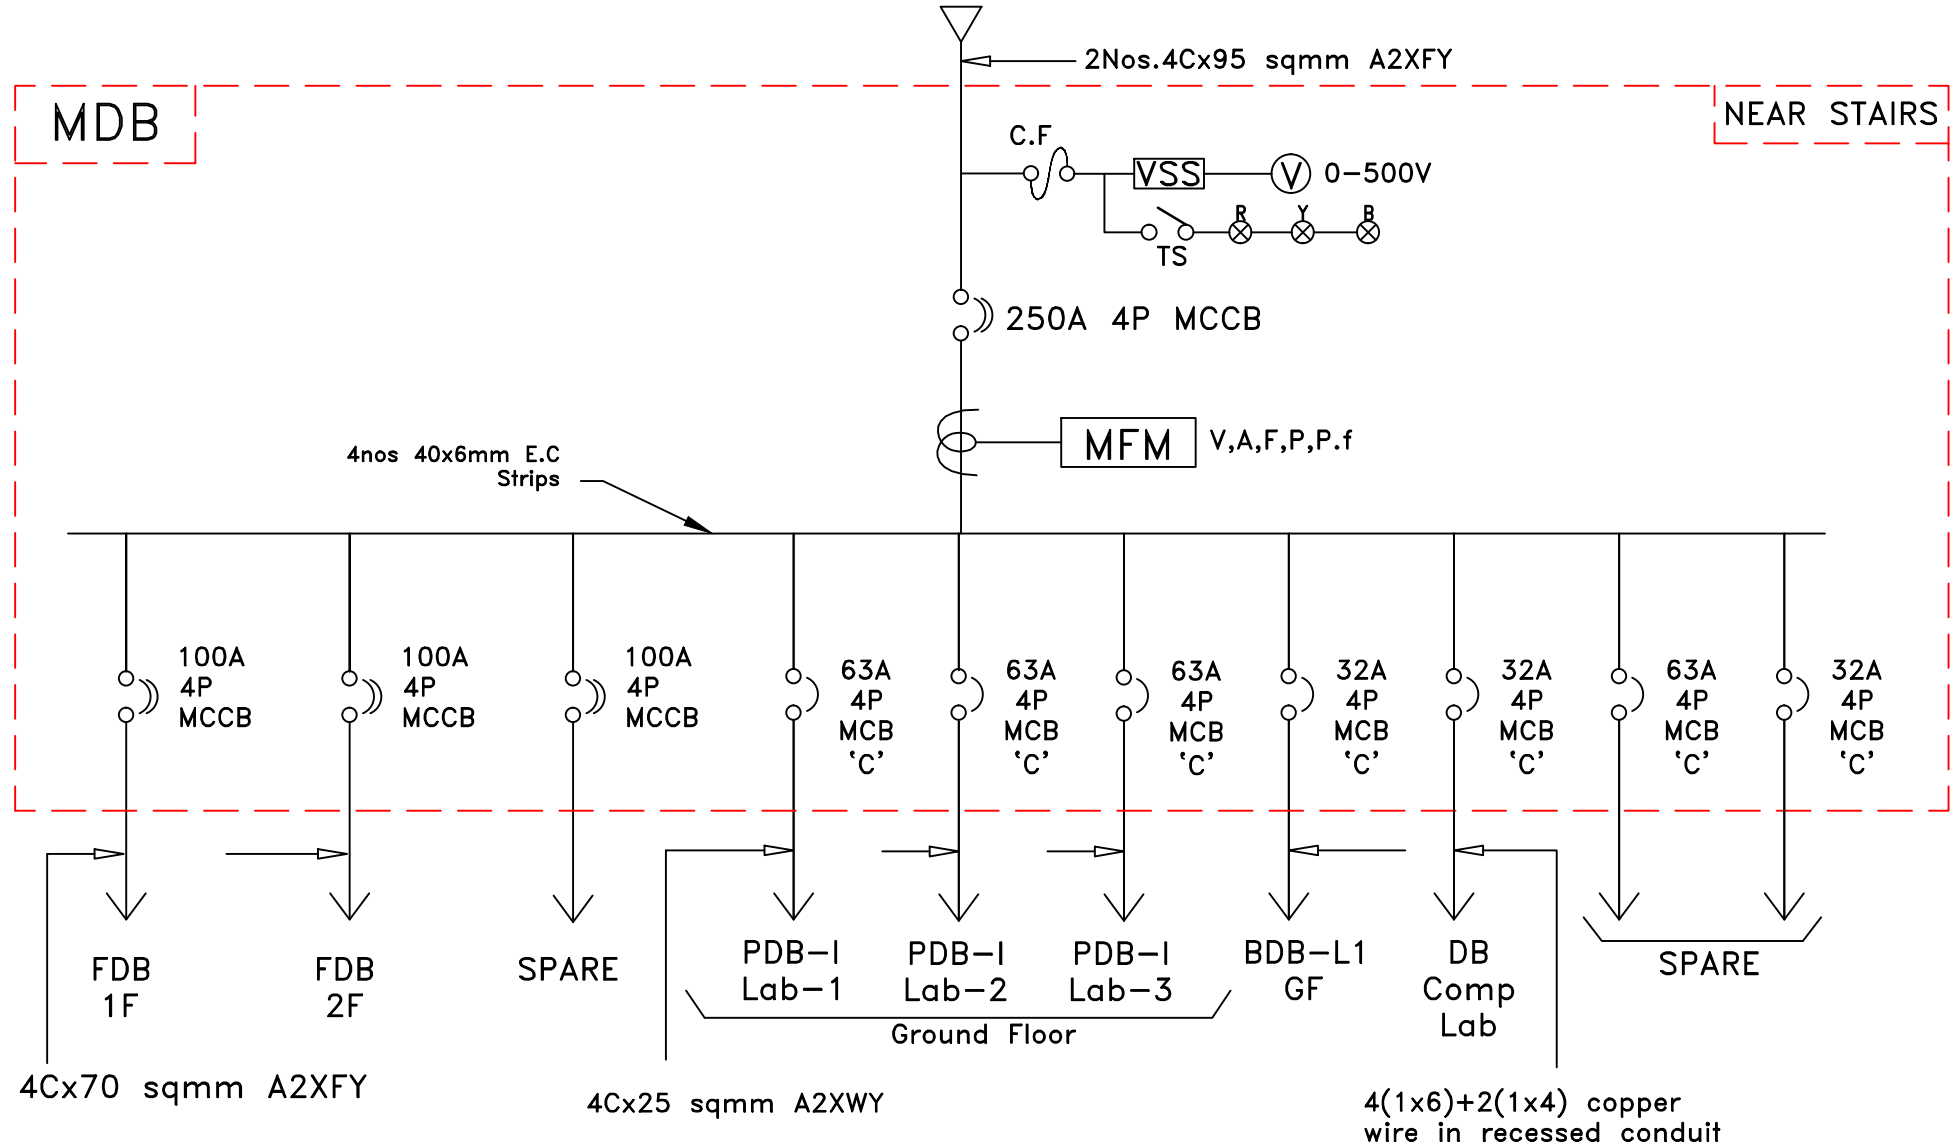 2Nos.4Cx95 sqmm A2XFY
MDB
NEAR STAIRS
C.F
VSS
V
0-500V
R
Y
B
TS
250A 4P MCCB
MFM
V,A,F,P,P.f
4nos 40x6mm E.C
Strips
100A
4P
MCCB
100A
4P
MCCB
100A
4P
MCCB
63A
4P
MCB
'C'
63A
4P
MCB
'C'
63A
4P
MCB
'C'
32A
4P
MCB
'C'
32A
4P
MCB
'C'
63A
4P
MCB
'C'
32A
4P
MCB
'C'
FDB
1F
FDB
2F
SPARE
PDB-I
Lab-1
PDB-I
Lab-2
PDB-I
Lab-3
Ground Floor
BDB-L1
GF
DB
Comp
Lab
SPARE
4Cx70 sqmm A2XFY
4Cx25 sqmm A2XWY
4(1x6)+2(1x4) copper
wire in recessed conduit